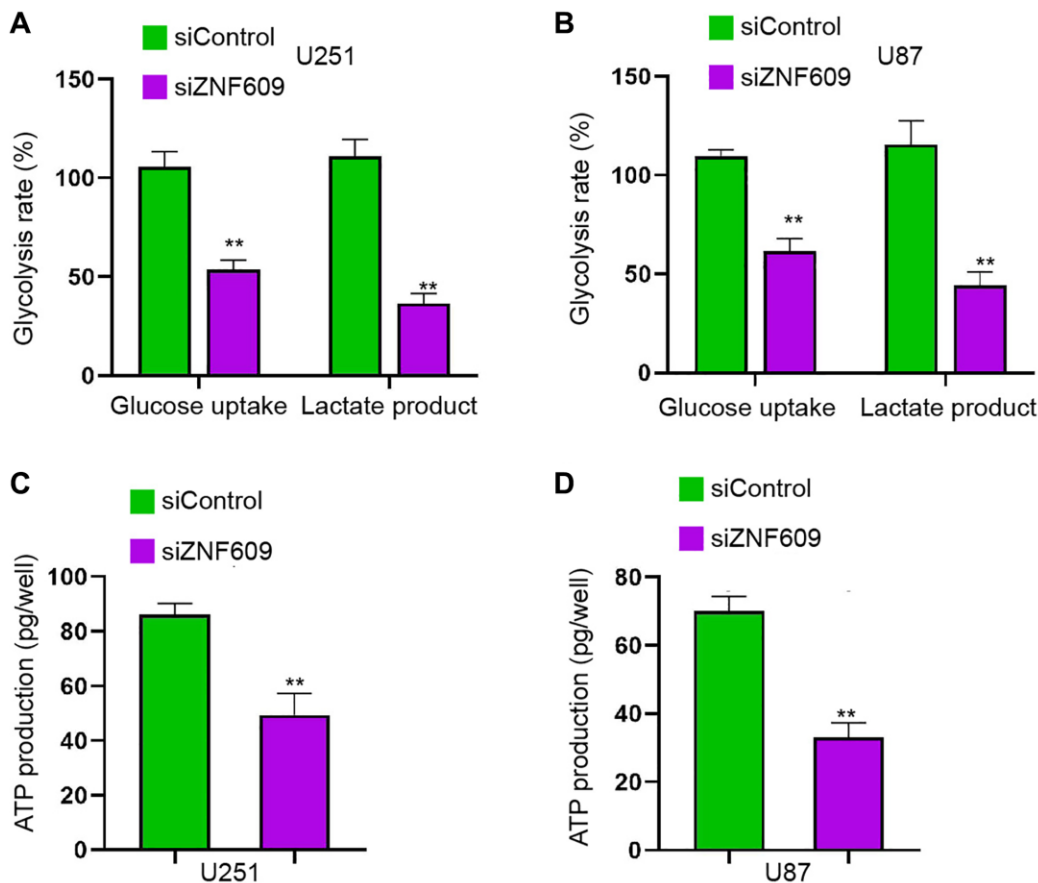 A
siControl
siZNF609
U251
Glycolysis rate (%)
150
100
50
0
**
**
Glucose uptake Lactate product
B
siControl
siZNF609
U87
Glycolysis rate (%)
150
100
50
0
**
**
Glucose uptake Lactate product
C
siControl
siZNF609
ATP production (pg/well)
100
80
60
40
20
0
**
U251
D
siControl
siZNF609
ATP production (pg/well)
80
60
40
20
0
**
U87